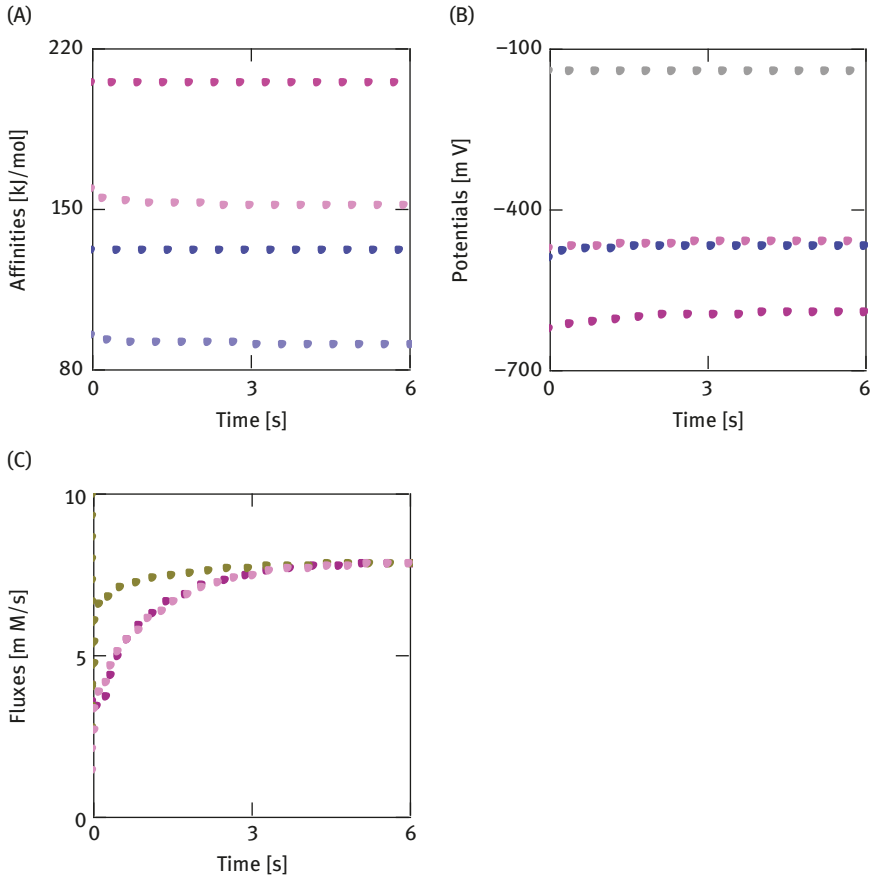 (A)
220
150
80
Affinities [kJ/mol]
0
3
6
Time [s]
(B)
−100
−400
−700
Potentials [m V]
0
3
6
Time [s]
(C)
10
5
0
Fluxes [m M/s]
0
3
6
Time [s]